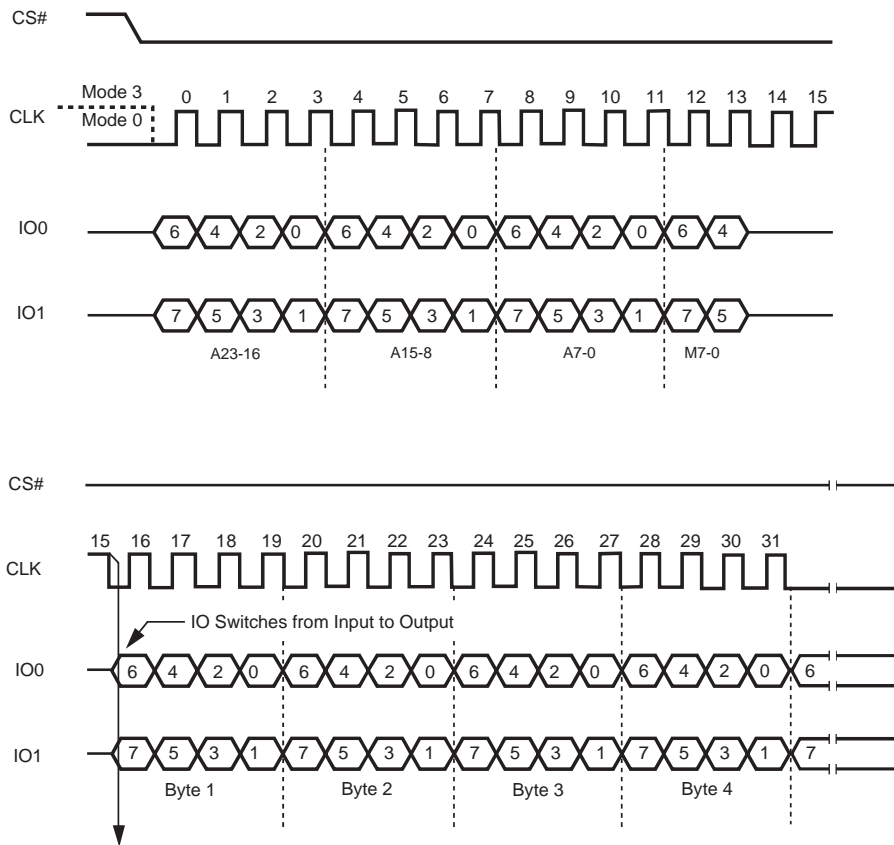 CS#
Mode 3
0 1 2 3 4 5 6 7 8 9 10 11 12 13 14 15
CLK
Mode 0
IO0
6 4 2 0 6 4 2 0 6 4 2 0 6 4
IO1
7 5 3 1 7 5 3 1 7 5 3 1 7 5
A23-16 A15-8 A7-0 M7-0
CS#
15 16 17 18 19 20 21 22 23 24 25 26 27 28 29 30 31
CLK
IO Switches from Input to Output
IO0
6 4 2 0 6 4 2 0 6 4 2 0 6 4 2 0 6
IO1
7 5 3 1 7 5 3 1 7 5 3 1 7 5 3 1 7
Byte 1 Byte 2 Byte 3 Byte 4